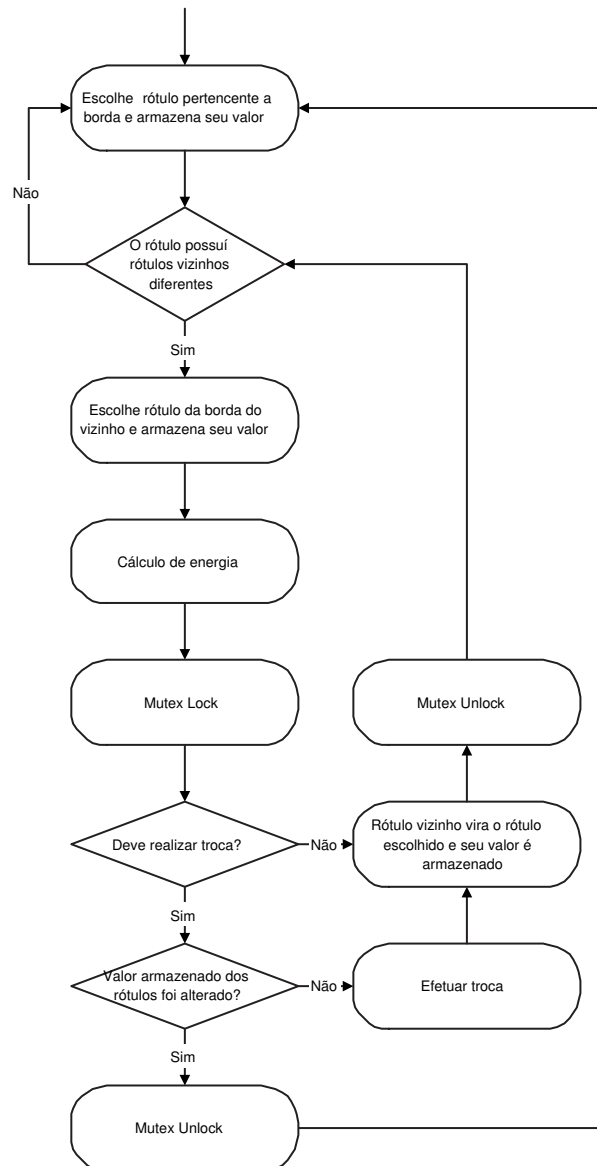 Escolhe rótulo pertencente a
borda e armazena seu valor
Não
O rótulo possuí
rótulos vizinhos
diferentes
Sim
Escolhe rótulo da borda do
vizinho e armazena seu valor
Cálculo de energia
Mutex Lock
Mutex Unlock
Deve realizar troca?
Não
Rótulo vizinho vira o rótulo
escolhido e seu valor é
armazenado
Sim
Valor armazenado dos
rótulos foi alterado?
Não
Efetuar troca
Sim
Mutex Unlock